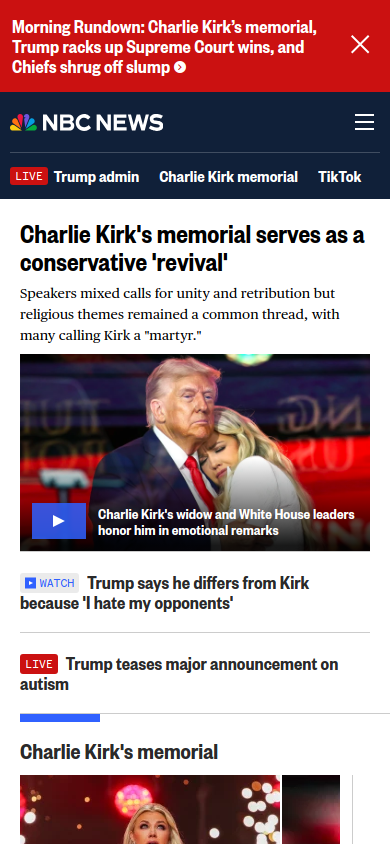 Morning Rundown: Charlie Kirk's memorial,
Trump racks up Supreme Court wins, and
Chiefs shrug off slump
NBC NEWS
LIVE Trump admin Charlie Kirk memorial TikTok
Charlie Kirk's memorial serves as a
conservative 'revival'
Speakers mixed calls for unity and retribution but
religious themes remained a common thread, with
many calling Kirk a "martyr."
Charlie Kirk's widow and White House leaders
honor him in emotional remarks
WATCH Trump says he differs from Kirk
because 'I hate my opponents'
LIVE Trump teases major announcement on
autism
Charlie Kirk's memorial